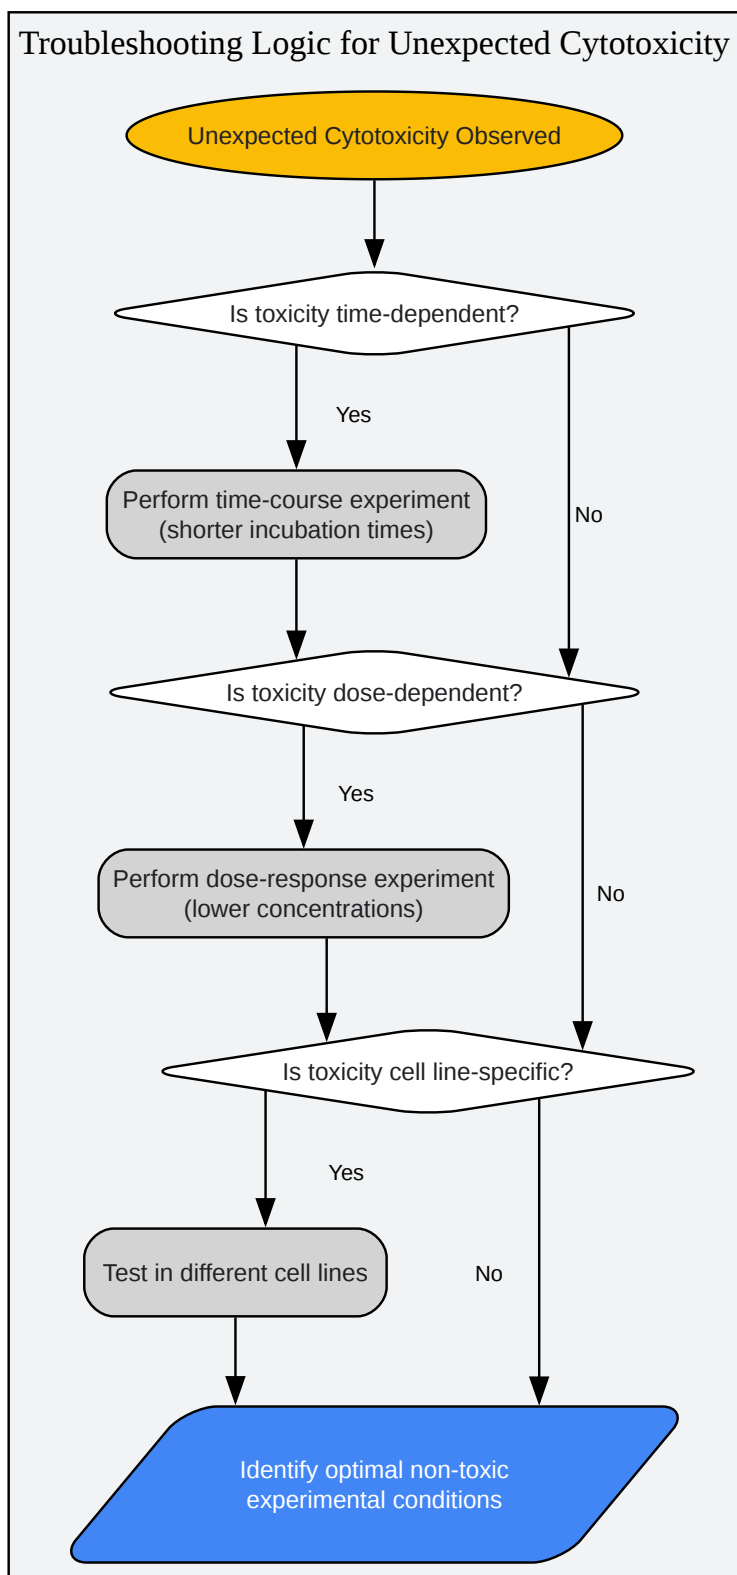 Troubleshooting Logic for Unexpected Cytotoxicity
Unexpected Cytotoxicity Observed
Is toxicity time-dependent?
Yes
Perform time-course experiment
(shorter incubation times)
No
Is toxicity dose-dependent?
Yes
Perform dose-response experiment
(lower concentrations)
No
Is toxicity cell line-specific?
Yes
Test in different cell lines
No
Identify optimal non-toxic
experimental conditions